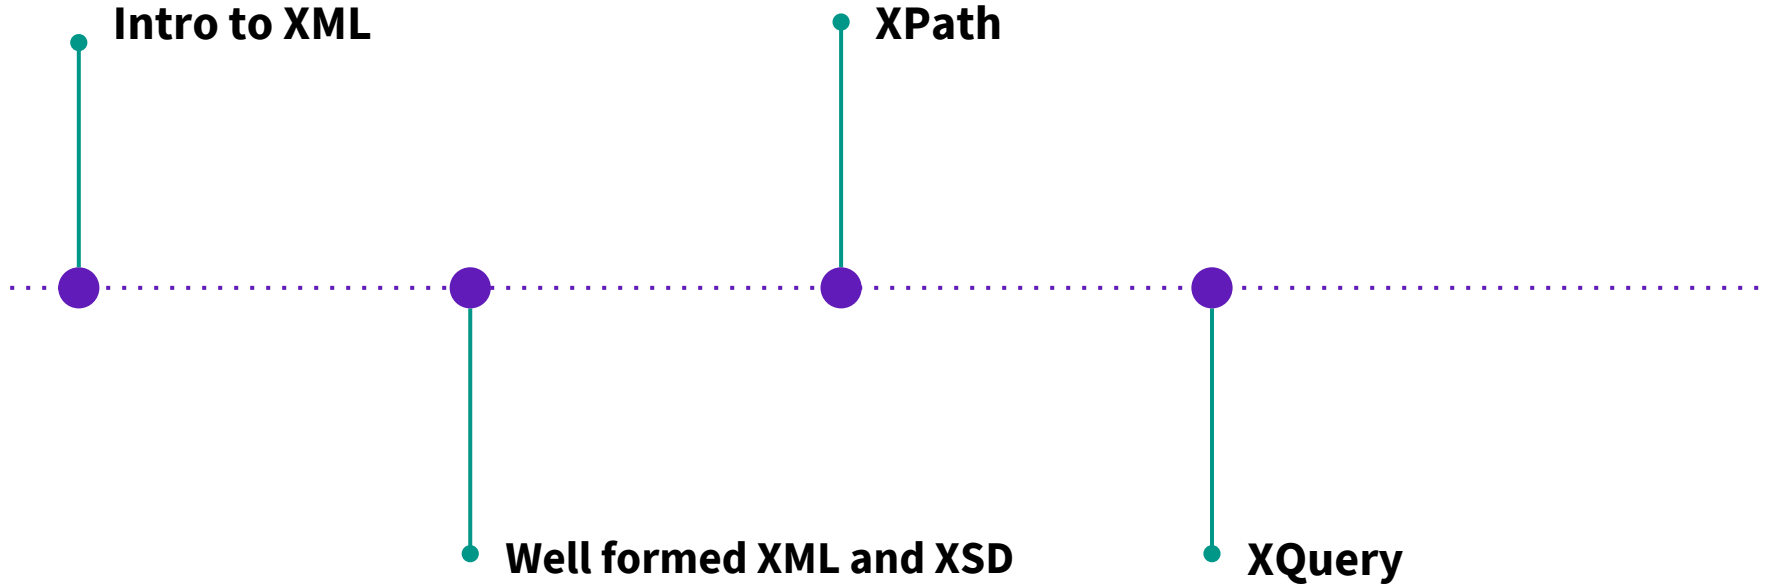 Intro to XML
XPath
Well formed XML and XSD
XQuery